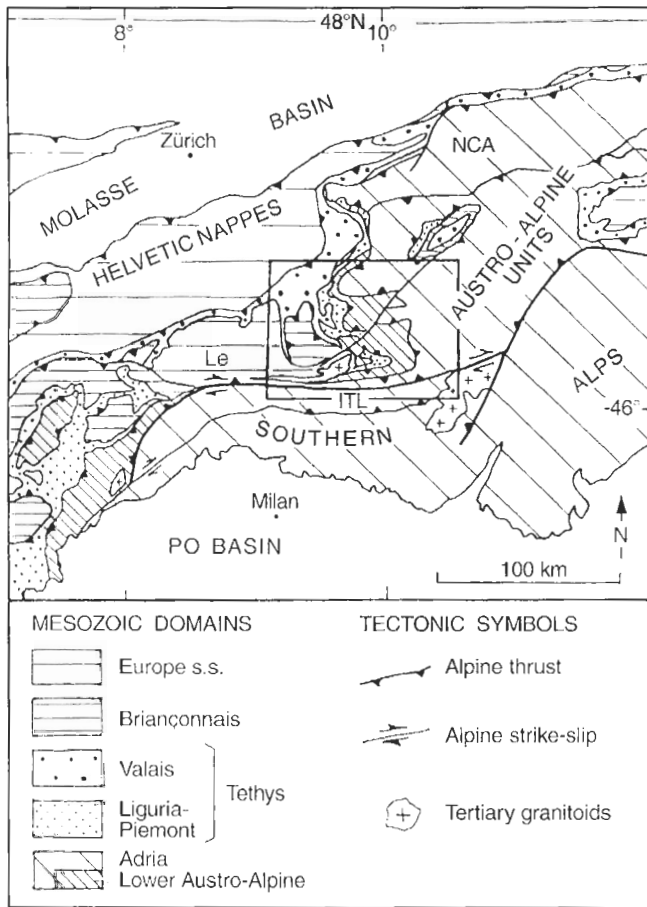 48°N
8°
10°
BASIN
Zürich
NCA
MOLASSE
HELVETIC NAPPES
AUSTRO-ALPINE
UNITS
Le
ALPS
ITL
-46°
SOUTHERN
Milan
N
PO BASIN
100 km
MESOZOIC DOMAINS
Europe s.s.
Briançonnais
Valais
Tethys
Liguria-
Piemont
Adria
Lower Austro-Alpine
TECTONIC SYMBOLS
Alpine thrust
Alpine strike-slip
Tertiary granitoids